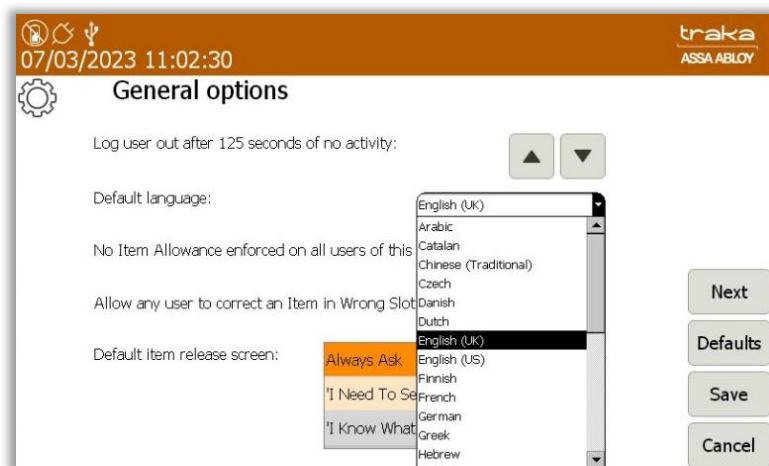 traka
07/03/2023 11:02:30
ASSA ABLOY
General options
Log user out after 125 seconds of no activity:
Default language:
English (UK)
Arabic
Catalan
No Item Allowance enforced on all users of this
Chinese (Traditional)
Czech
Allow any user to correct an Item in Wrong Slot
Danish
Dutch
English (UK)
Default item release screen:
English (US)
Always Ask
Finnish
'I Need To Se
French
German
'I Know What
Greek
Hebrew
Next
Defaults
Save
Cancel